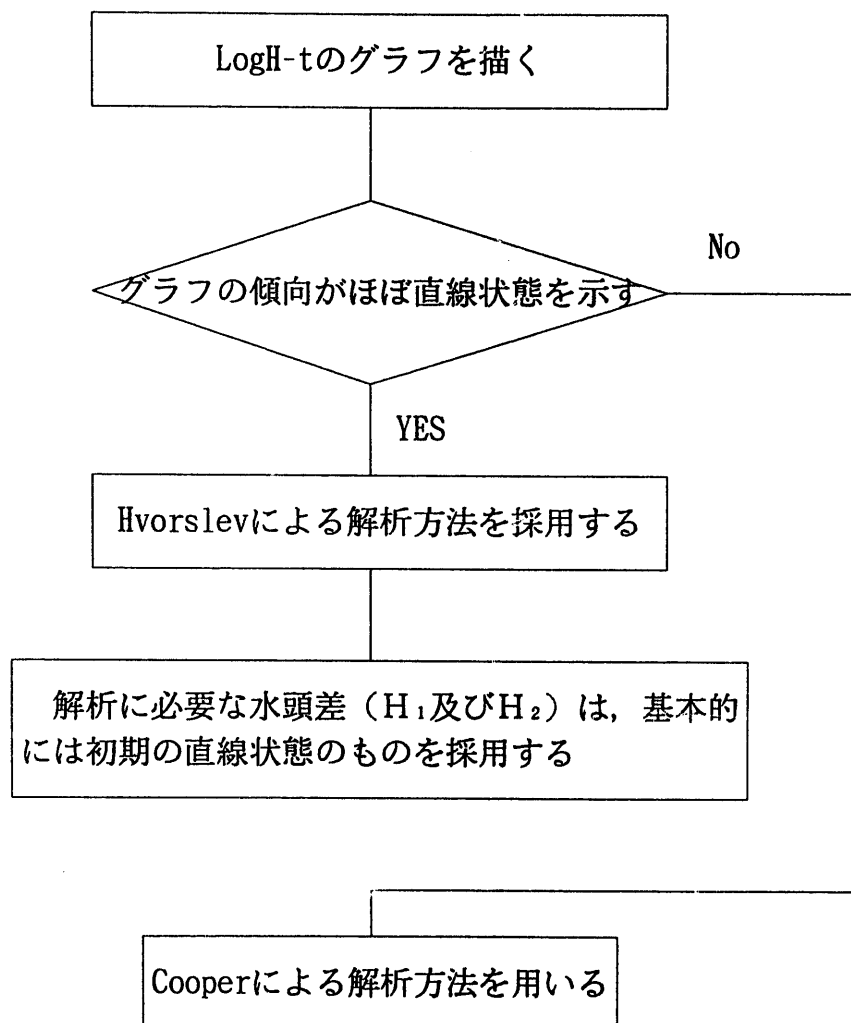 LogH-tのグラフを描く
グラフの傾向がほぼ直線状態を示す
No
YES
Hvorslevによる解析方法を採用する
解析に必要な水頭差（H₁及びH₂）は，基本的
には初期の直線状態のものを採用する
Cooperによる解析方法を用いる